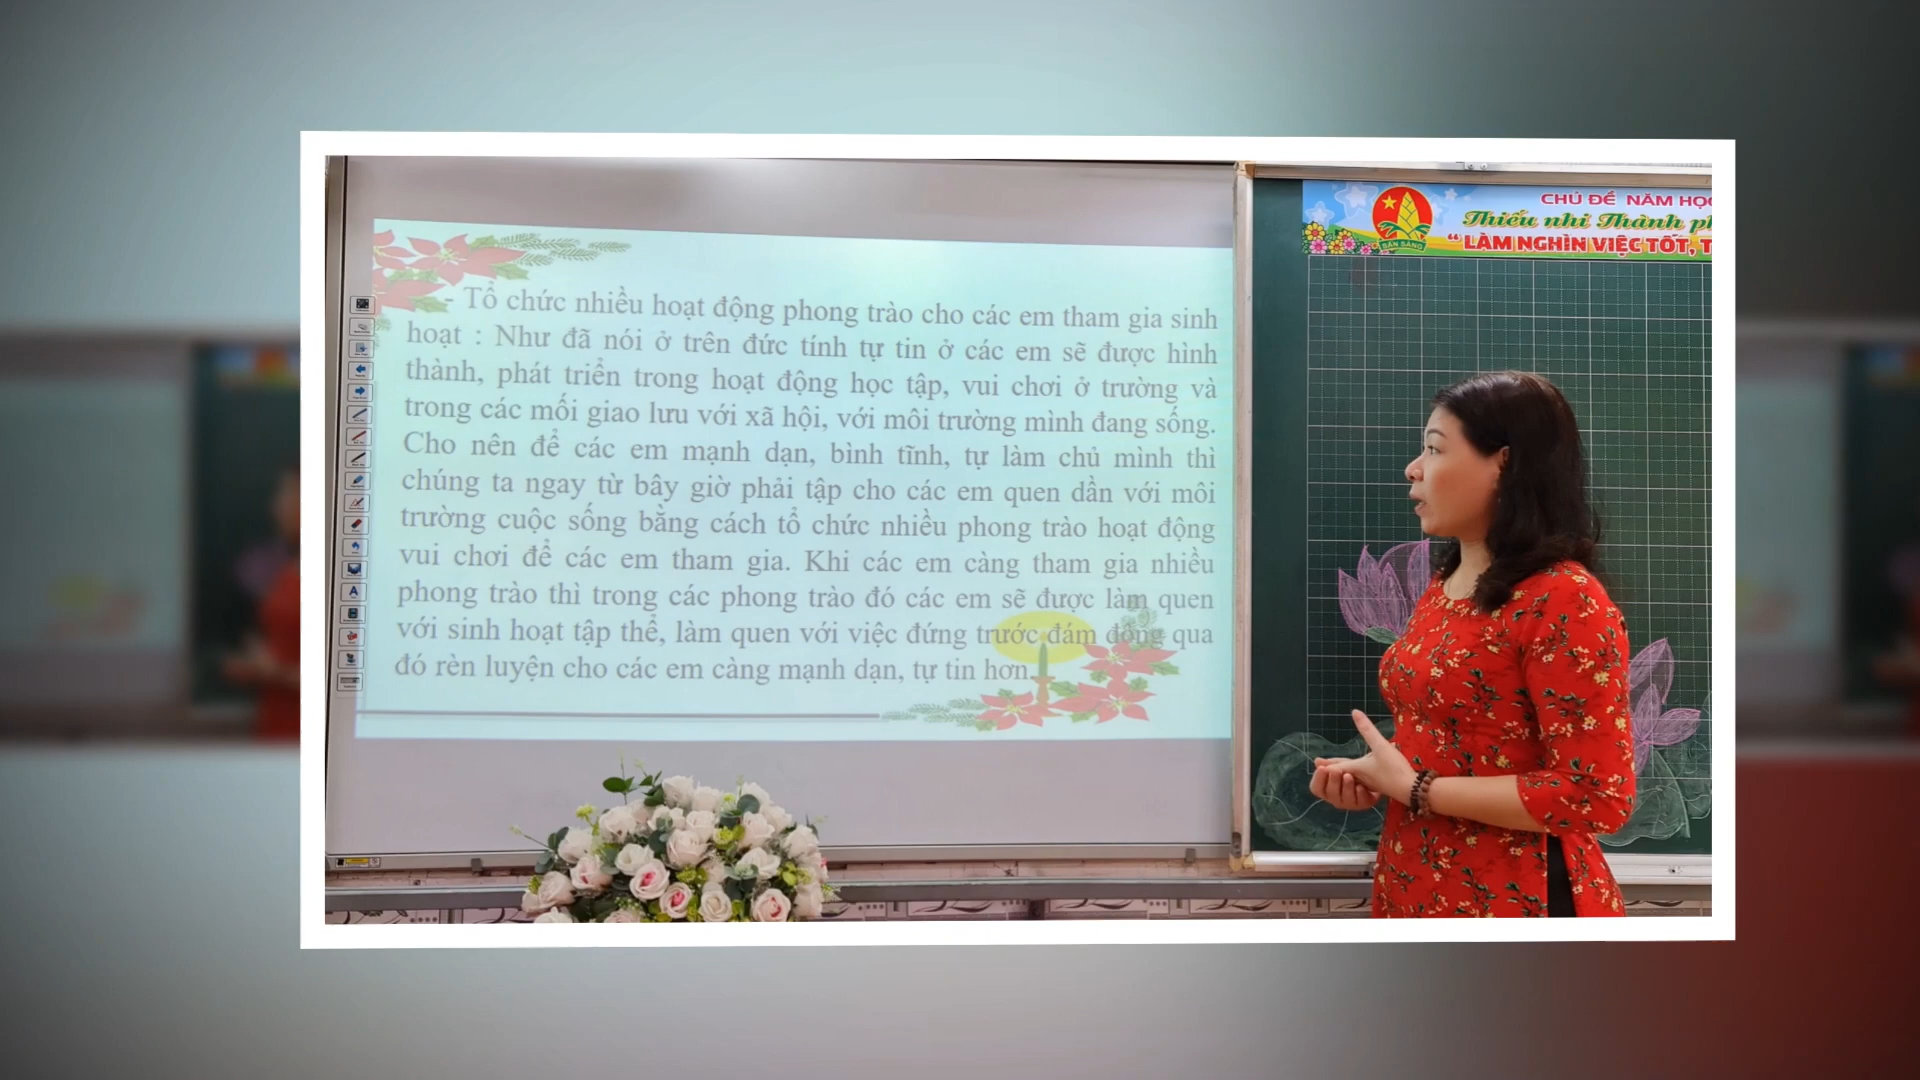 - Tổ chức nhiều hoạt động phong trào cho các em tham gia sinh
hoạt : Như đã nói ở trên đức tính tự tin ở các em sẽ được hình
thành, phát triển trong hoạt động học tập, vui chơi ở trường và
trong các mối giao lưu với xã hội, với môi trường mình đang sống.
Cho nên để các em mạnh dạn, bình tĩnh, tự làm chủ mình thì
chúng ta ngay từ bây giờ phải tập cho các em quen dần với môi
trường cuộc sống bằng cách tổ chức nhiều phong trào hoạt động
vui chơi để các em tham gia. Khi các em càng tham gia nhiều
phong trào thì trong các phong trào đó các em sẽ được làm quen
với sinh hoạt tập thể, làm quen với việc đứng trước đám đông qua
đó rèn luyện cho các em càng mạnh dạn, tự tin hơn.
CHỦ ĐỀ NĂM HỌC
Thiếu nhi Thành ph
"LÀM NGHÌN VIỆC TỐT, T
SẴN SÀNG